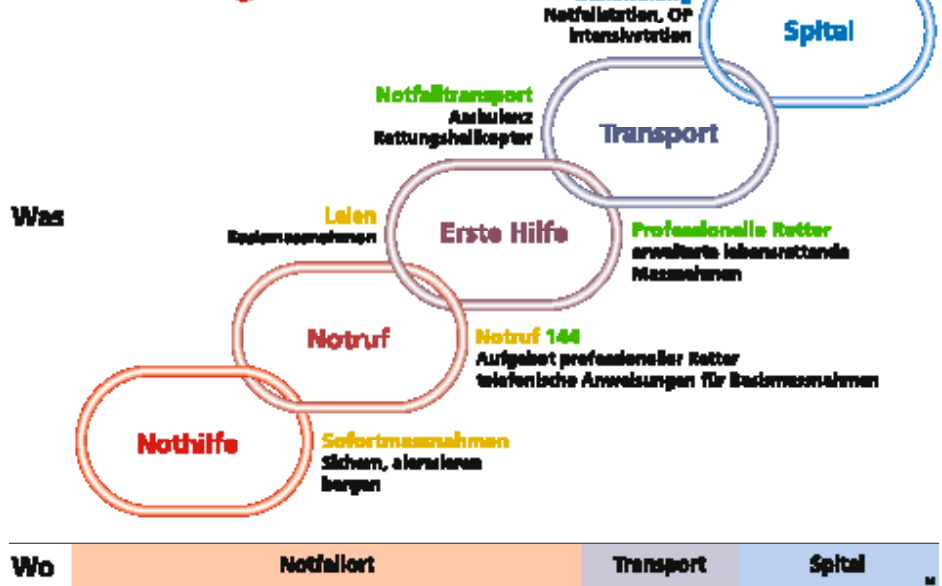 Notfallstation, OP
Intensivstation
Spital
Notfalltransport
Ambulanz
Rettungshelikopter
Transport
Was
Laien
Basismassnahmen
Erste Hilfe
Professionelle Retter
erweiterte lebensrettende
Massnahmen
Notruf
Notruf 144
Aufgebot professioneller Retter
telefonische Anweisungen für Basismassnahmen
Nothilfe
Sofortmassnahmen
Sichern, alarmieren
bergen
Wo
Notfallort
Transport
Spital